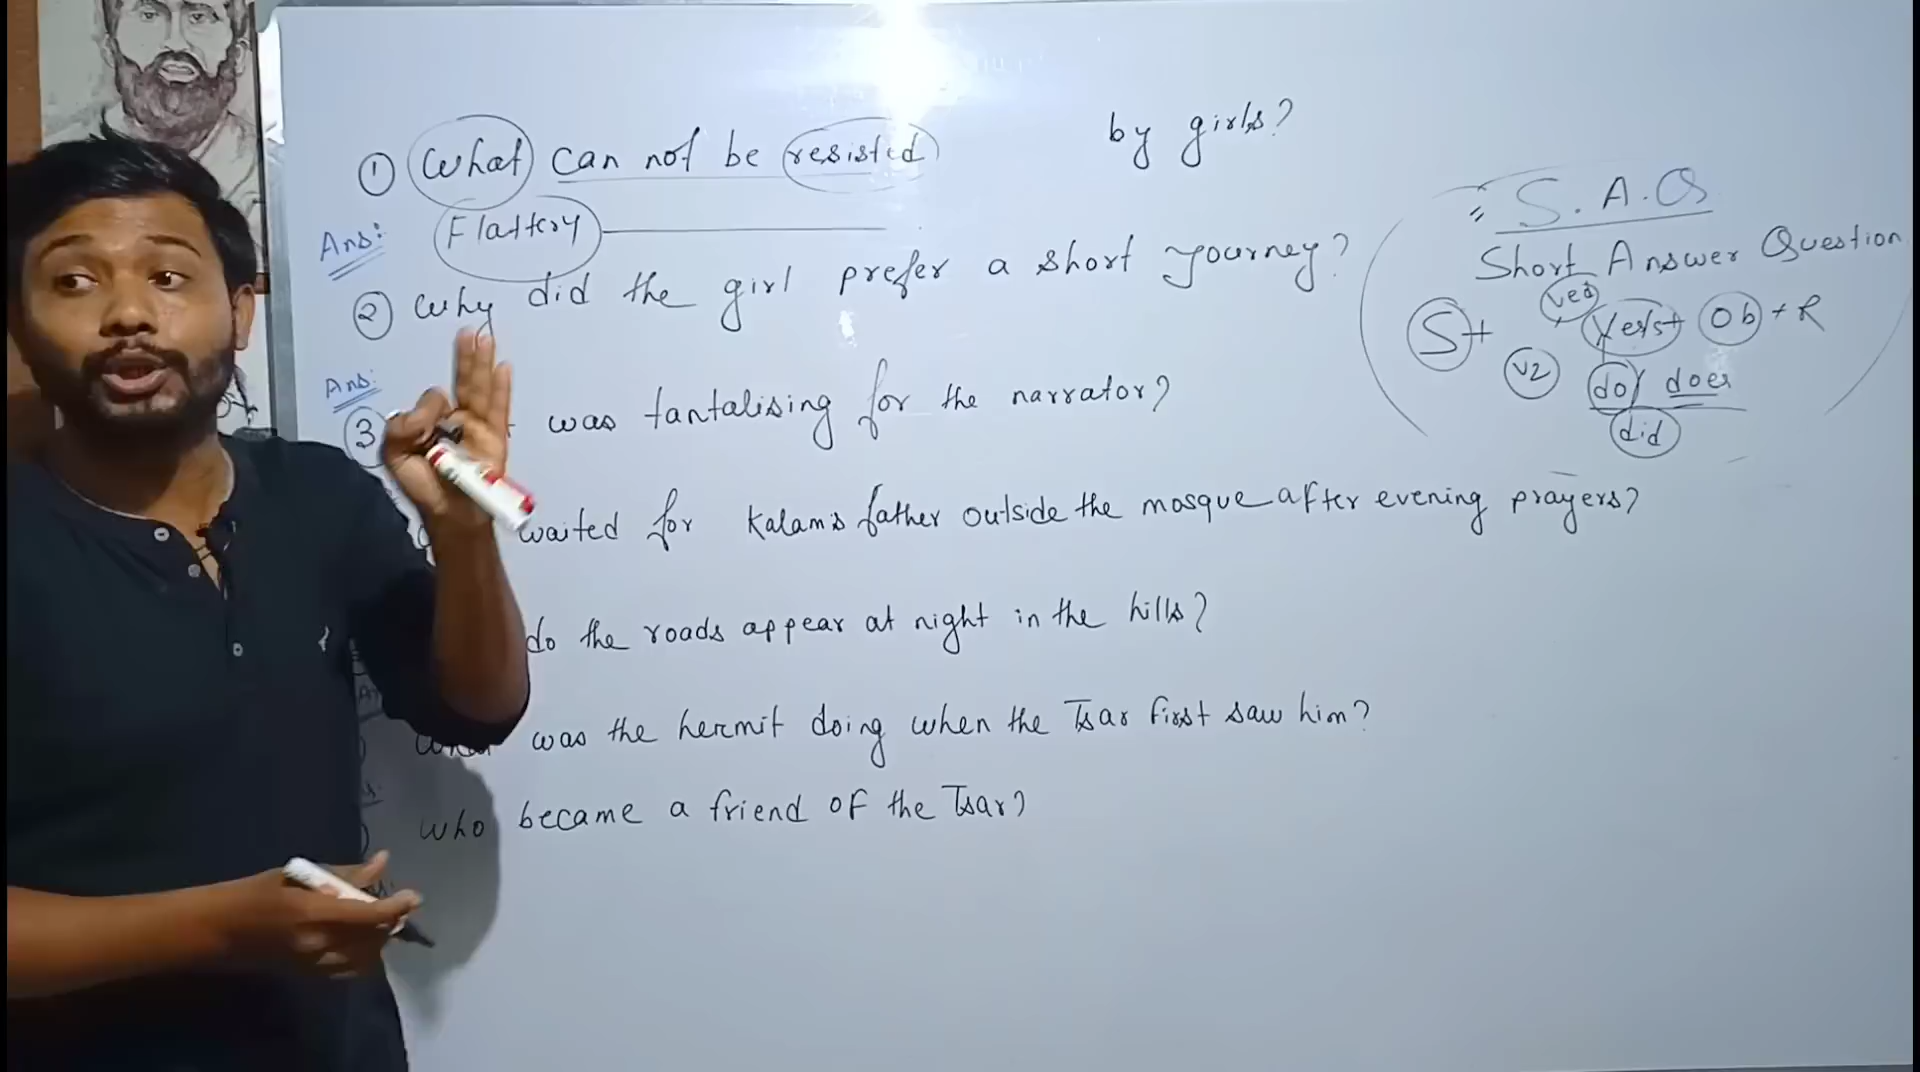 ① What can not be resisted by girls?
Ans: Flattery
② Why did the girl prefer a short journey?
Ans:
③ was tantalising for the narrator?
waited for Kalam's father outside the mosque after evening prayers?
do the roads appear at night in the hills?
What was the hermit doing when the Tsar first saw him?
who became a friend of the Tsar?
S. A. Q
Short Answer Question
ved
S + V es/s + Ob + R
V2 do / does
did